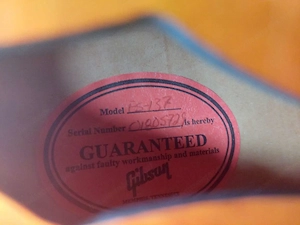 Model ES-137
Serial Number is hereby
GUARANTEED
against faulty workmanship and materials
Gibson